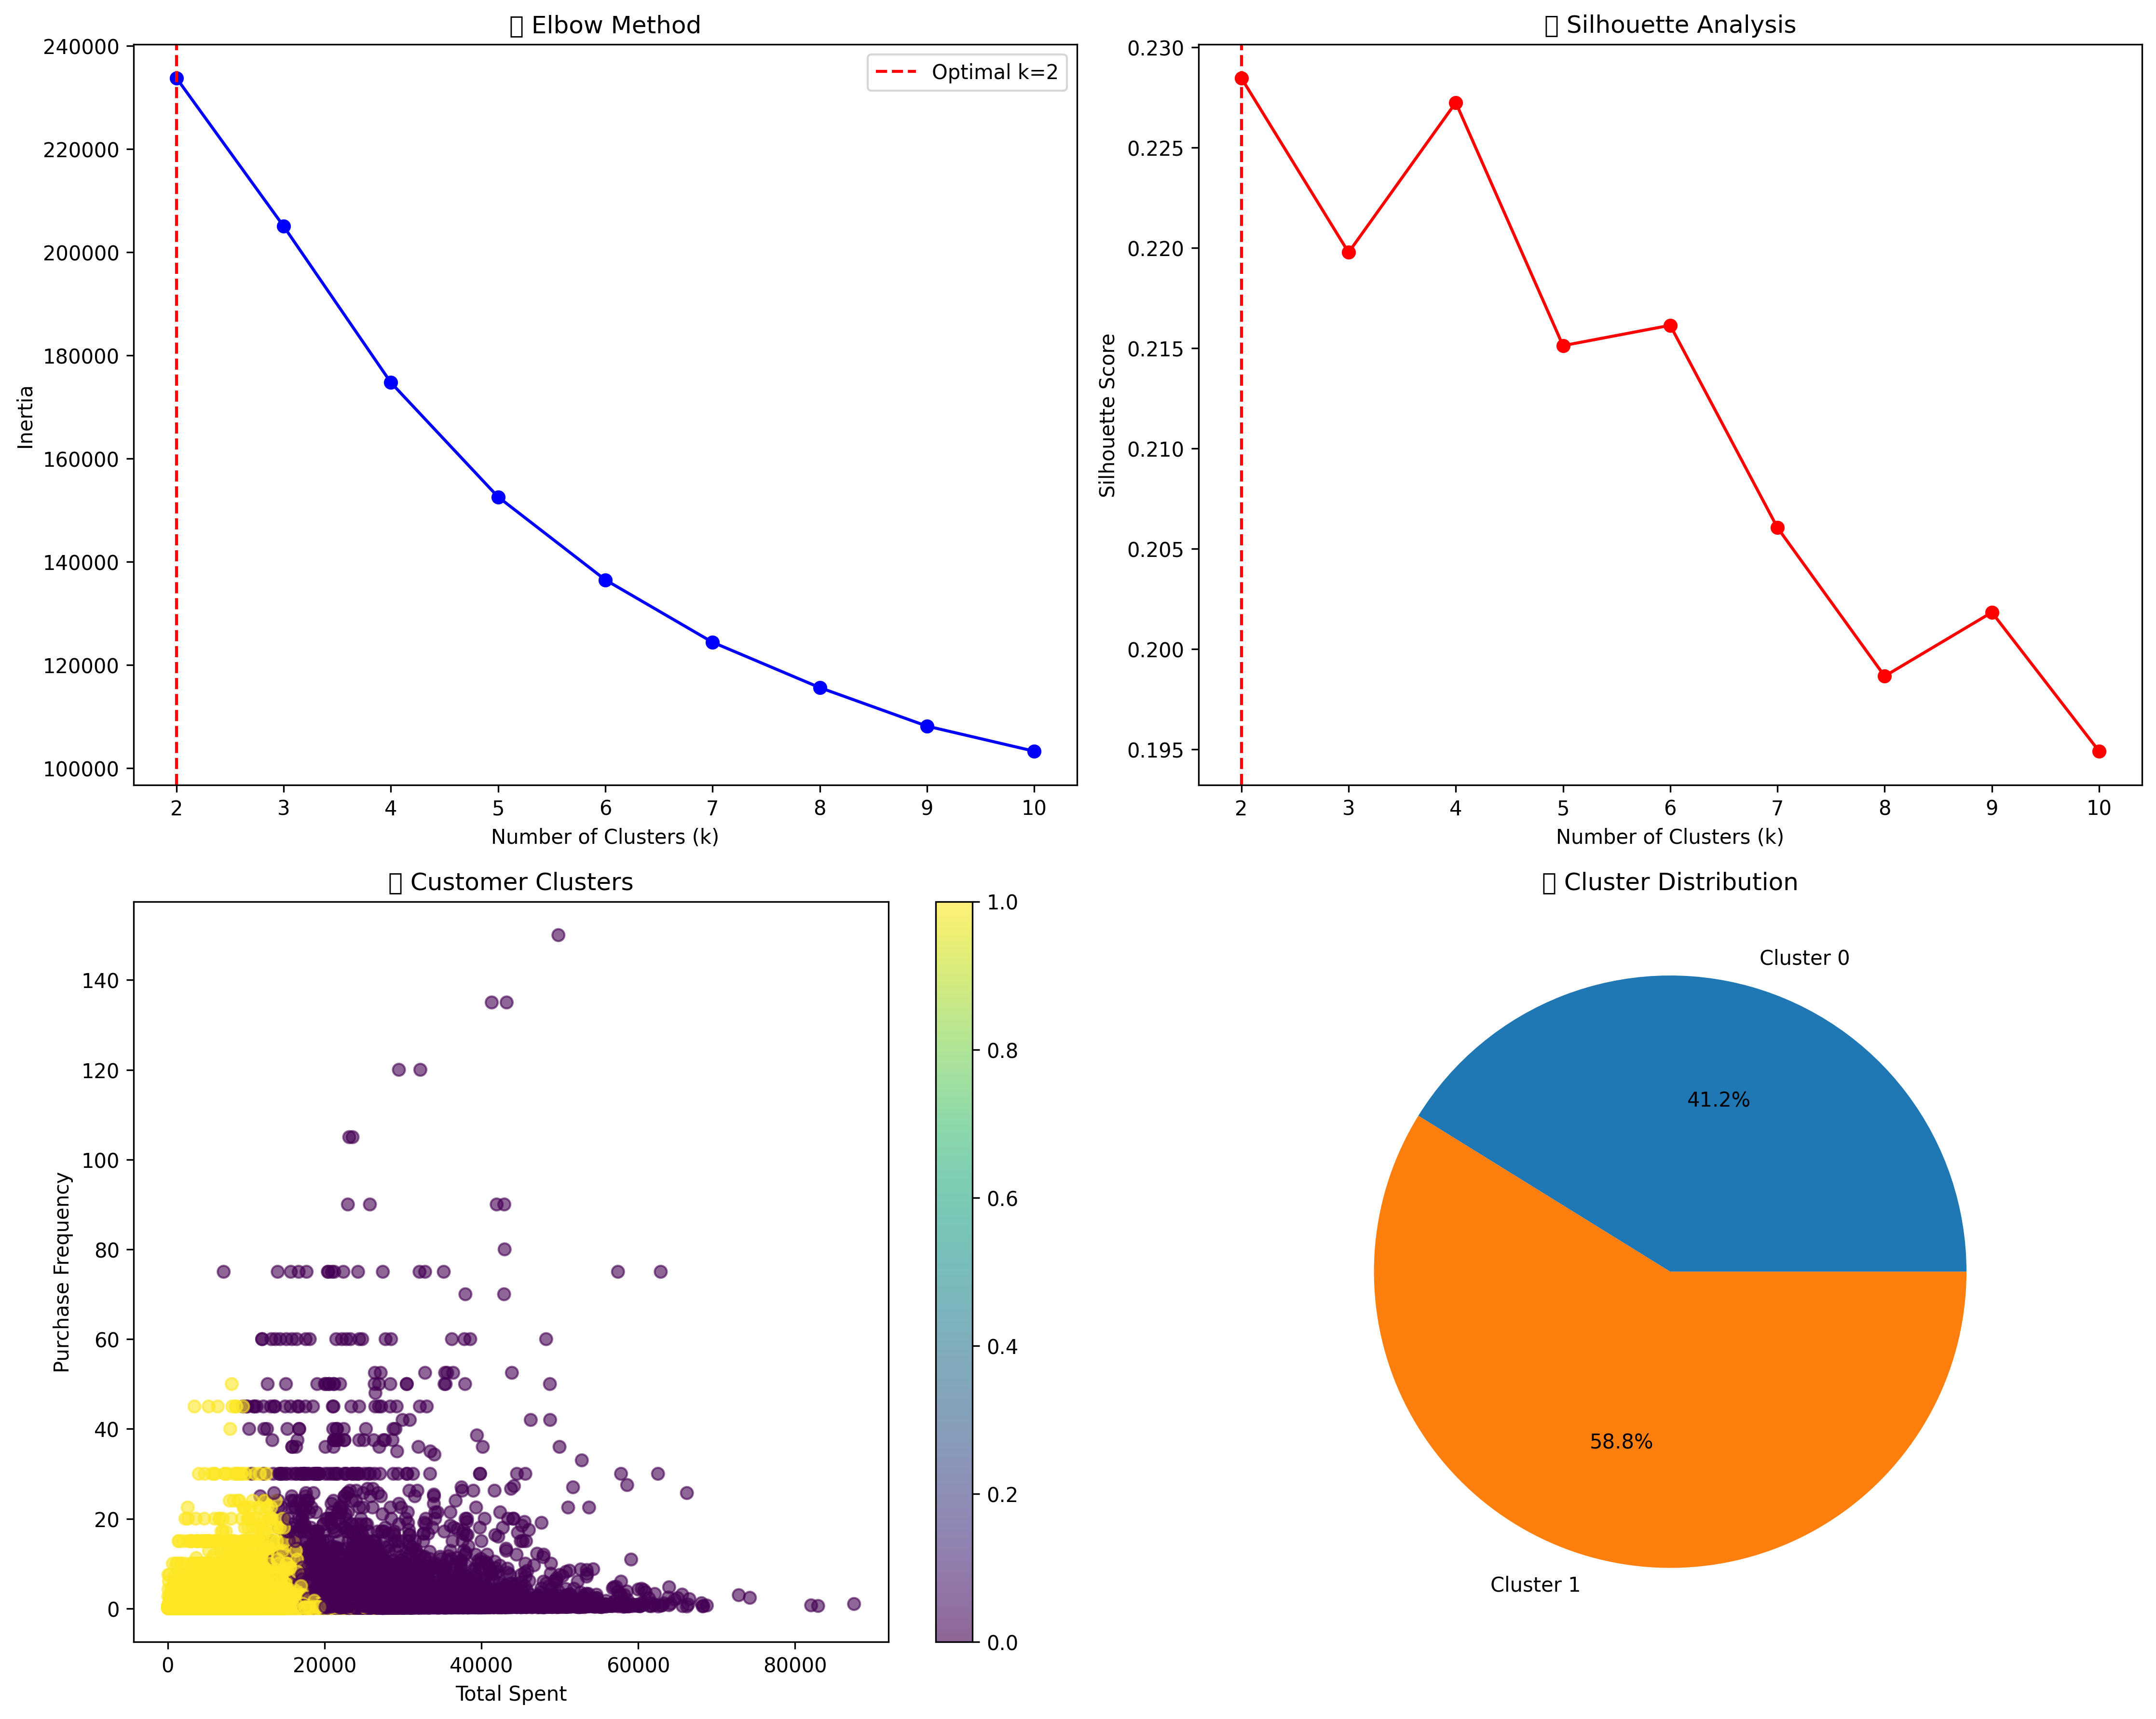 ▯ Elbow Method
240000
220000
200000
180000
160000
140000
120000
100000
Inertia
2 3 4 5 6 7 8 9 10
Number of Clusters (k)
Optimal k=2
▯ Silhouette Analysis
0.230
0.225
0.220
0.215
0.210
0.205
0.200
0.195
Silhouette Score
2 3 4 5 6 7 8 9 10
Number of Clusters (k)
▯ Customer Clusters
140
120
100
80
60
40
20
0
Purchase Frequency
0 20000 40000 60000 80000
Total Spent
1.0
0.8
0.6
0.4
0.2
0.0
▯ Cluster Distribution
Cluster 0
41.2%
58.8%
Cluster 1